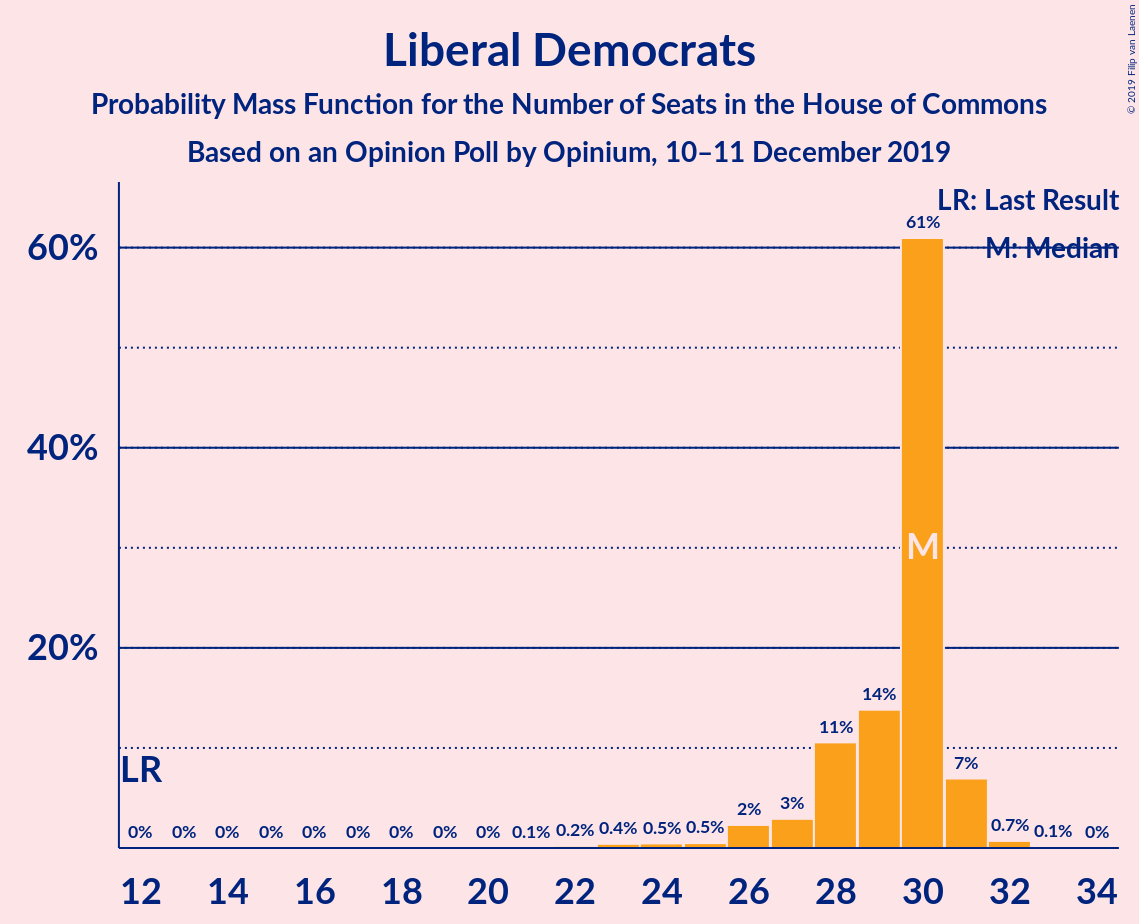 Liberal Democrats
Probability Mass Function for the Number of Seats in the House of Commons
Based on an Opinion Poll by Opinium, 10–11 December 2019
© 2019 Filip van Laenen
LR: Last Result
M: Median
60%
40%
20%
61%
M
14%
11%
7%
LR
0% 0% 0% 0% 0% 0% 0% 0% 0% 0.1% 0.2% 0.4% 0.5% 0.5% 2% 3% 0.7% 0.1% 0%
12 14 16 18 20 22 24 26 28 30 32 34